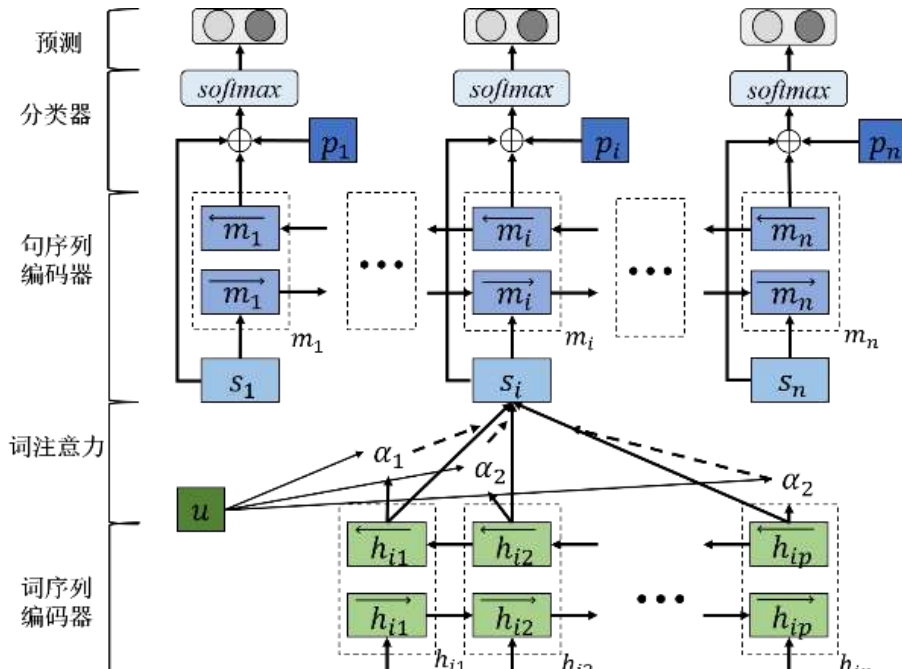 预测
分类器
softmax softmax softmax
p₁ pᵢ pₙ
句序列
编码器
m₁ ••• mᵢ ••• mₙ
m₁ mᵢ mₙ
m₁ mᵢ mₙ
s₁ sᵢ sₙ
词注意力
α₁ α₂ α₂
u
hᵢ₁ hᵢ₂ hᵢₚ
词序列
编码器
hᵢ₁ hᵢ₂ ••• hᵢₚ
hᵢ₁ hᵢ₂